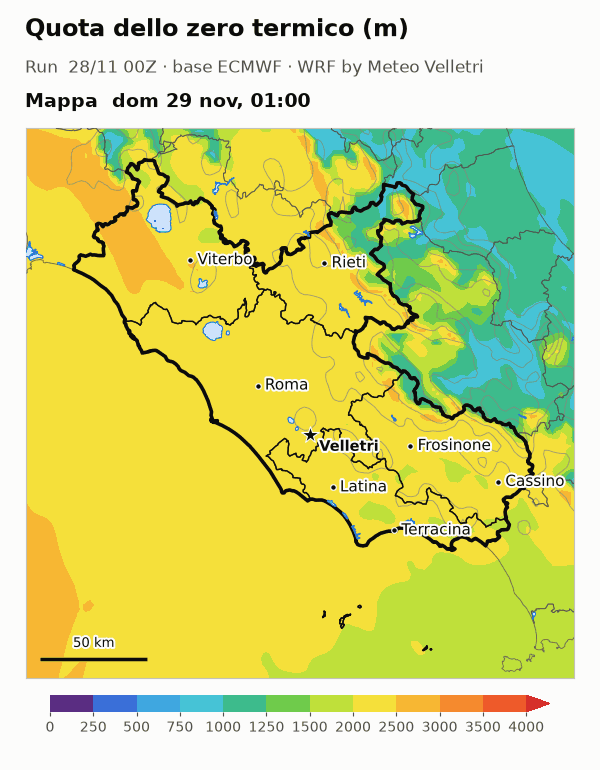 Quota dello zero termico (m)
Run  28/11 00Z · base ECMWF · WRF by Meteo Velletri
Mappa  dom 29 nov, 01:00
Viterbo
Rieti
Roma
Velletri
Frosinone
Cassino
Latina
Terracina
50 km
0 250 500 750 1000 1250 1500 2000 2500 3000 3500 4000